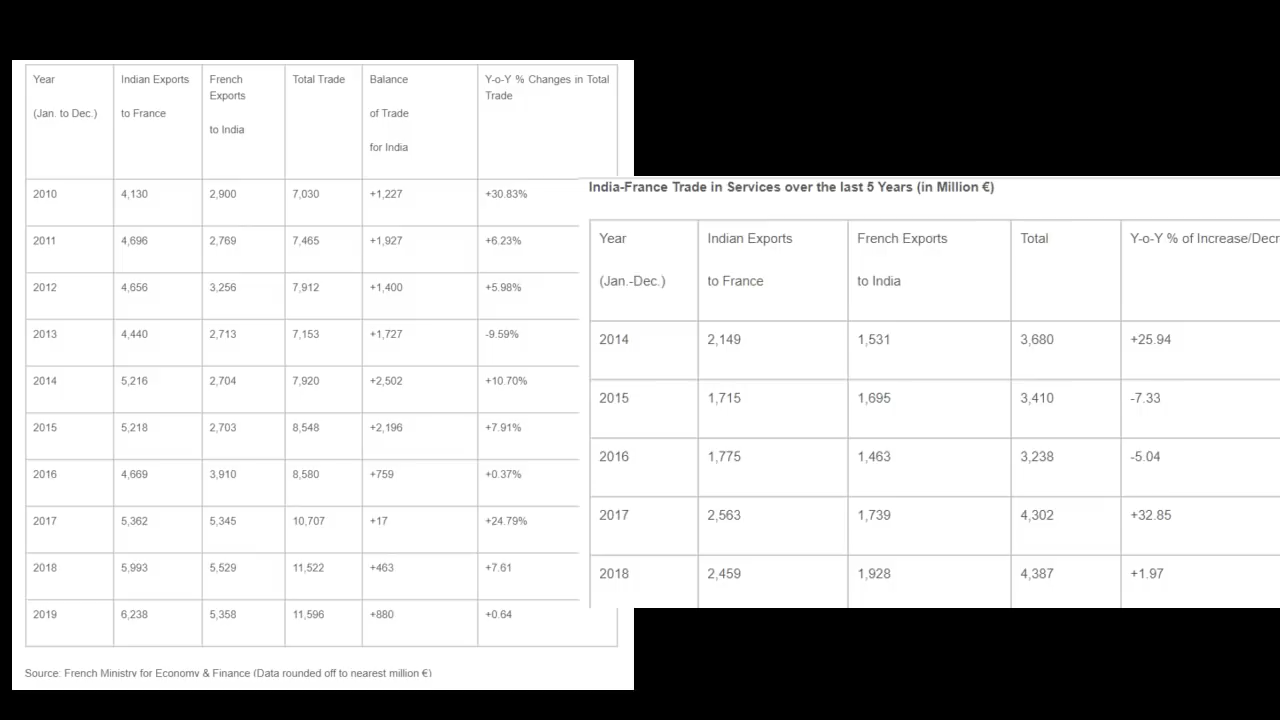 Year (Jan. to Dec.) Indian Exports to France French Exports to India Total Trade Balance of Trade for India Y-o-Y % Changes in Total Trade
2010 4,130 2,900 7,030 +1,227 +30.83%
2011 4,696 2,769 7,465 +1,927 +6.23%
2012 4,656 3,256 7,912 +1,400 +5.98%
2013 4,440 2,713 7,153 +1,727 -9.59%
2014 5,216 2,704 7,920 +2,502 +10.70%
2015 5,218 2,703 8,548 +2,196 +7.91%
2016 4,669 3,910 8,580 +759 +0.37%
2017 5,362 5,345 10,707 +17 +24.79%
2018 5,993 5,529 11,522 +463 +7.61
2019 6,238 5,358 11,596 +880 +0.64
Source: French Ministry for Economy & Finance (Data rounded off to nearest million €)
India-France Trade in Services over the last 5 Years (in Million €)
Year (Jan.-Dec.) Indian Exports to France French Exports to India Total Y-o-Y % of Increase/Decr
2014 2,149 1,531 3,680 +25.94
2015 1,715 1,695 3,410 -7.33
2016 1,775 1,463 3,238 -5.04
2017 2,563 1,739 4,302 +32.85
2018 2,459 1,928 4,387 +1.97